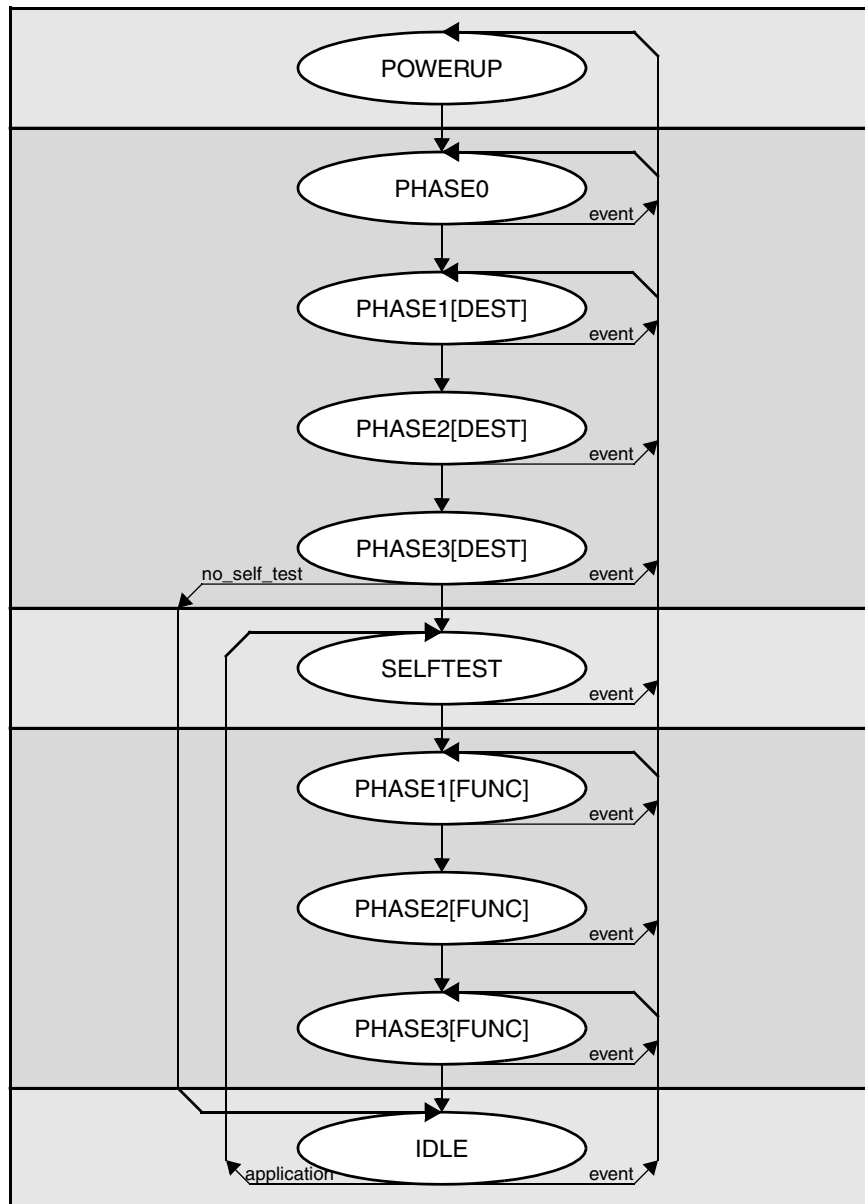 POWERUP
PHASE0
event
PHASE1[DEST]
event
PHASE2[DEST]
event
PHASE3[DEST]
no_self_test
event
SELFTEST
event
PHASE1[FUNC]
event
PHASE2[FUNC]
event
PHASE3[FUNC]
event
IDLE
application
event